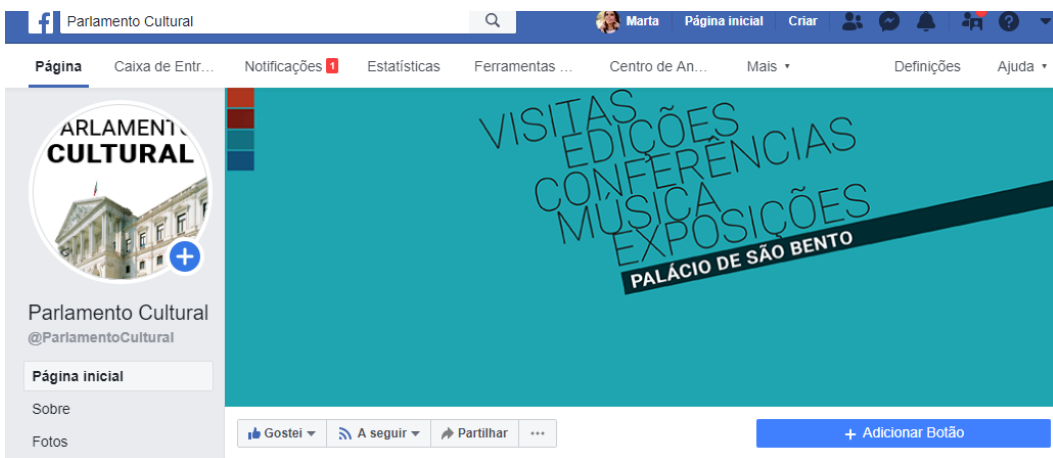 Parlamento Cultural
Marta
Página inicial
Criar
Página
Caixa de Entr...
Notificações 1
Estatísticas
Ferramentas ...
Centro de An...
Mais
Definições
Ajuda
ARLAMENT
CULTURAL
VISITAS
EDIÇÕES
CONFERÊNCIAS
MÚSICA
EXPOSIÇÕES
PALÁCIO DE SÃO BENTO
Parlamento Cultural
@ParlamentoCultural
Página inicial
Sobre
Fotos
Gostei
A seguir
Partilhar
...
+ Adicionar Botão